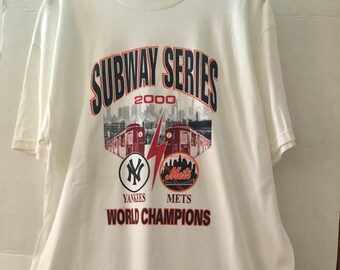 SUBWAY SERIES
2000
NY
Mets
YANKEES METS
WORLD CHAMPIONS